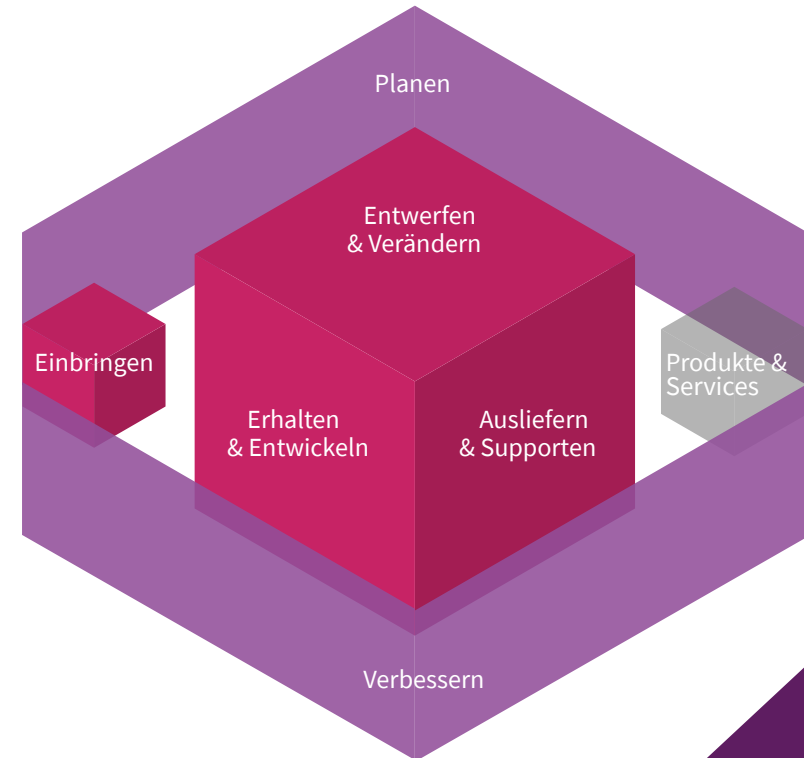 Planen
Entwerfen
& Verändern
Einbringen
Produkte &
Services
Erhalten
& Entwickeln
Ausliefern
& Supporten
Verbessern